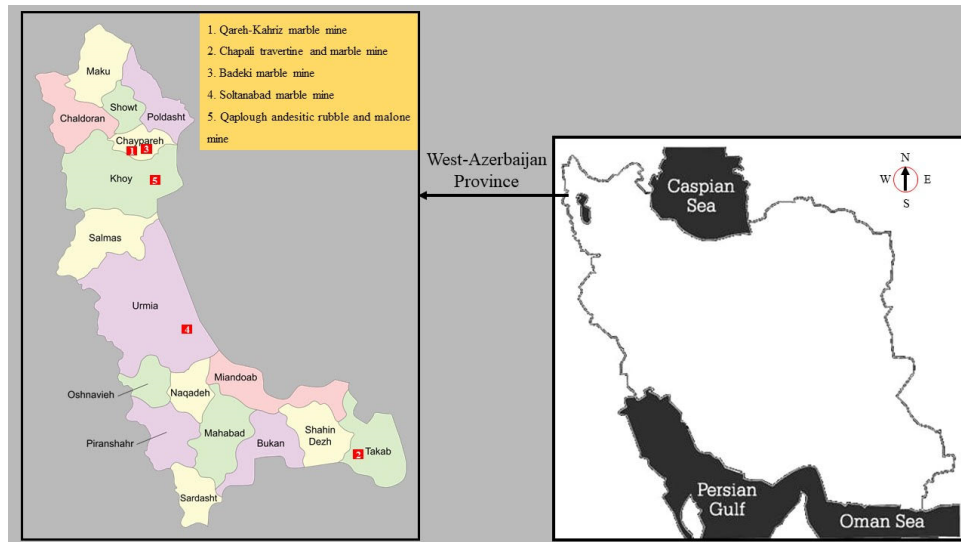 1. Qareh-Kahriz marble mine
2. Chapali travertine and marble mine
3. Badeki marble mine
4. Soltanabad marble mine
5. Qaplough andesitic rubble and malone
mine
Maku
Showt
Chaldoran
Poldasht
Chaypareh
1
3
Khoy
5
Salmas
Urmia
4
Oshnavieh
Naqadeh
Miandoab
Piranshahr
Mahabad
Bukan
Shahin
Dezh
2
Takab
Sardasht
West-Azerbaijan
Province
Caspian
Sea
N
W
E
S
Persian
Gulf
Oman Sea